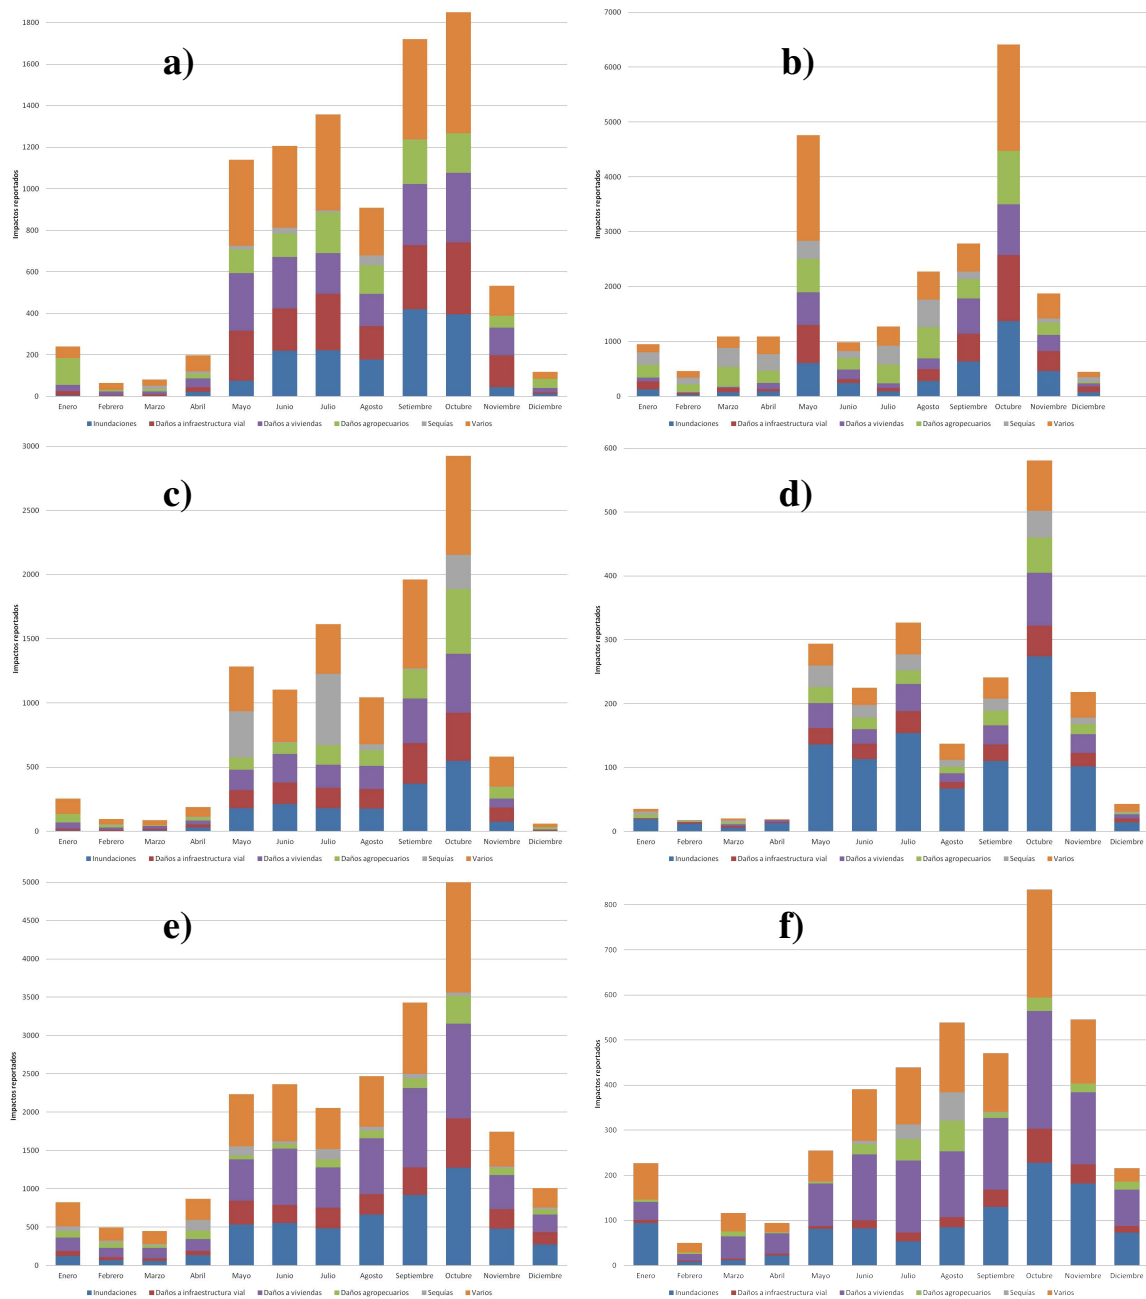 a)
Impactos reportados
1800
1600
1400
1200
1000
800
600
400
200
0
Enero Febrero Marzo Abril Mayo Junio Julio Agosto Setiembre Octubre Noviembre Diciembre
Inundaciones Daños a infraestructura vial Daños a viviendas Daños agropecuarios Sequías Varios
b)
Impactos reportados
7000
6000
5000
4000
3000
2000
1000
0
Enero Febrero Marzo Abril Mayo Junio Julio Agosto Septiembre Octubre Noviembre Diciembre
Inundaciones Daños a infraestructura vial Daños a viviendas Daños agropecuarios Sequías Varios
c)
Impactos reportados
3000
2500
2000
1500
1000
500
0
Enero Febrero Marzo Abril Mayo Junio Julio Agosto Setiembre Octubre Noviembre Diciembre
Inundaciones Daños a infraestructura vial Daños a viviendas Daños agropecuarios Sequías Varios
d)
Impactos reportados
600
500
400
300
200
100
0
Enero Febrero Marzo Abril Mayo Junio Julio Agosto Septiembre Octubre Noviembre Diciembre
Inundaciones Daños a infraestructura vial Daños a viviendas Daños agropecuarios Sequías Varios
e)
Impactos reportados
5000
4500
4000
3500
3000
2500
2000
1500
1000
500
0
Enero Febrero Marzo Abril Mayo Junio Julio Agosto Setiembre Octubre Noviembre Diciembre
Inundaciones Daños a infraestructura vial Daños a viviendas Daños agropecuarios Sequías Varios
f)
Impactos reportados
800
700
600
500
400
300
200
100
0
Enero Febrero Marzo Abril Mayo Junio Julio Agosto Septiembre Octubre Noviembre Diciembre
Inundaciones Daños a infraestructura vial Daños a viviendas Daños agropecuarios Sequías Varios